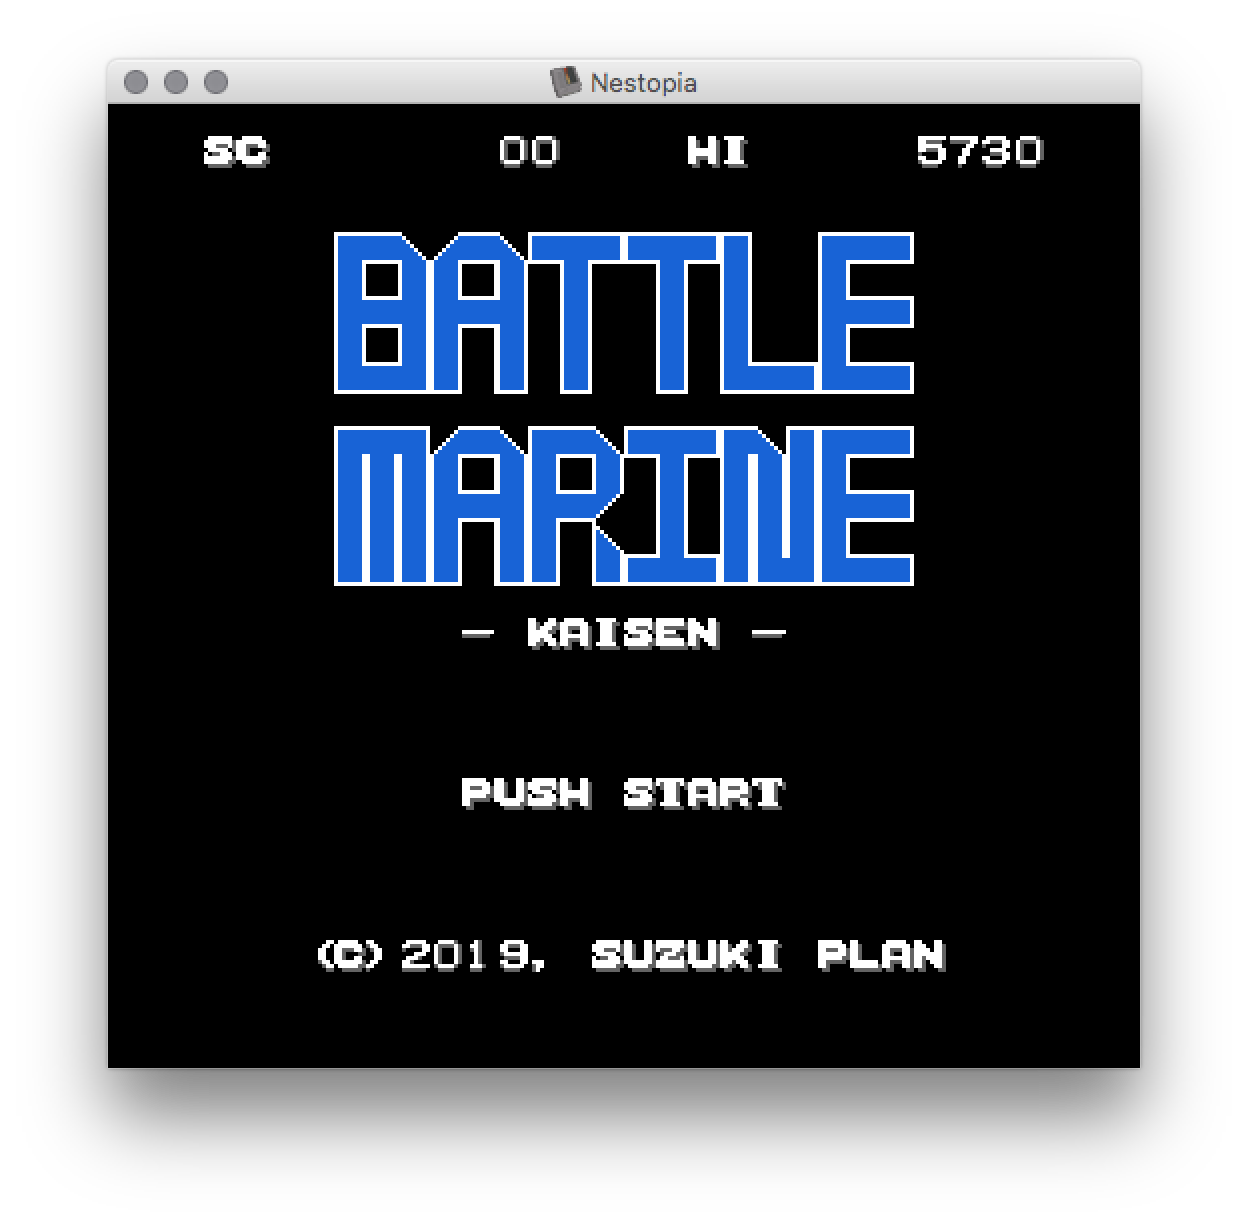 Nestopia
SC 00 HI 5730
BATTLE
MARINE
- KAISEN -
PUSH START
(C) 2019, SUZUKI PLAN